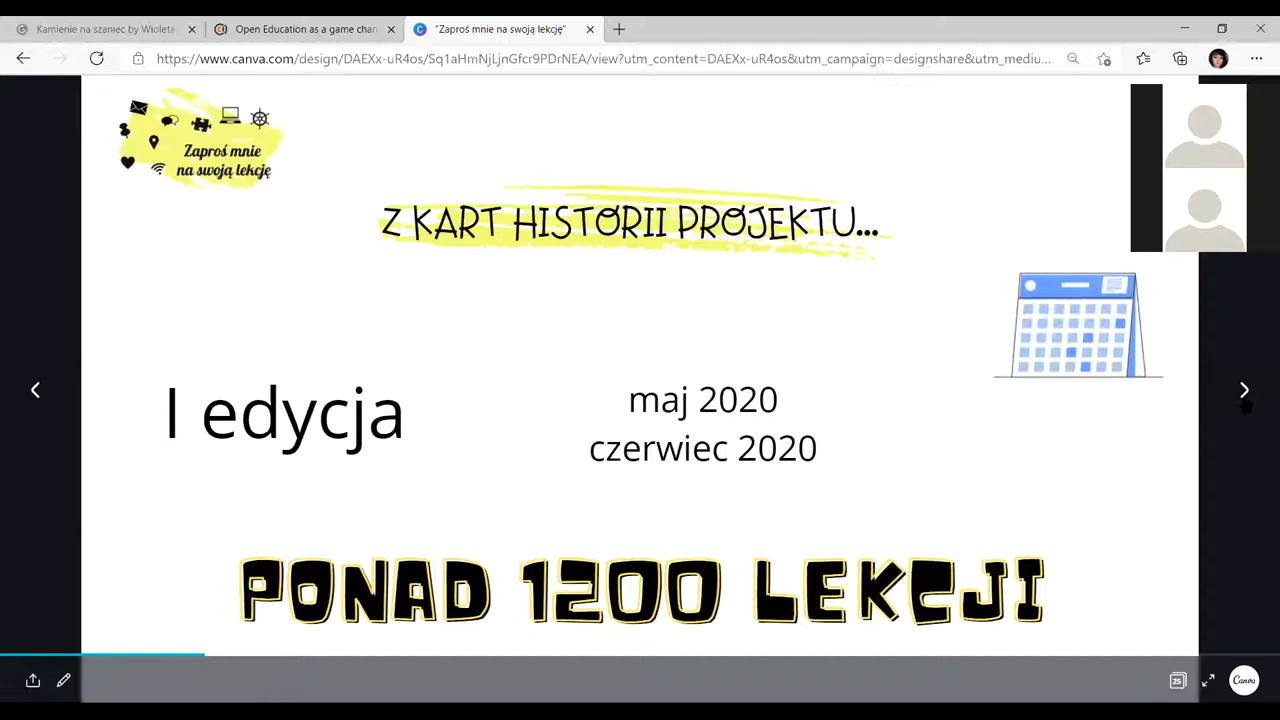 Kamienie na szaniec by Wioleta
Open Education as a game chan
"Zaproś mnie na swoją lekcję"
https://www.canva.com/design/DAEXx-uR4os/Sq1aHmNjLjnGfcr9PDrNEA/view?utm_content=DAEXx-uR4os&utm_campaign=designshare&utm_mediu...
Zaproś mnie
na swoją lekcję
Z KART HISTORII PROJEKTU...
I edycja
maj 2020
czerwiec 2020
PONAD 1200 LEKCJI
25
Canva